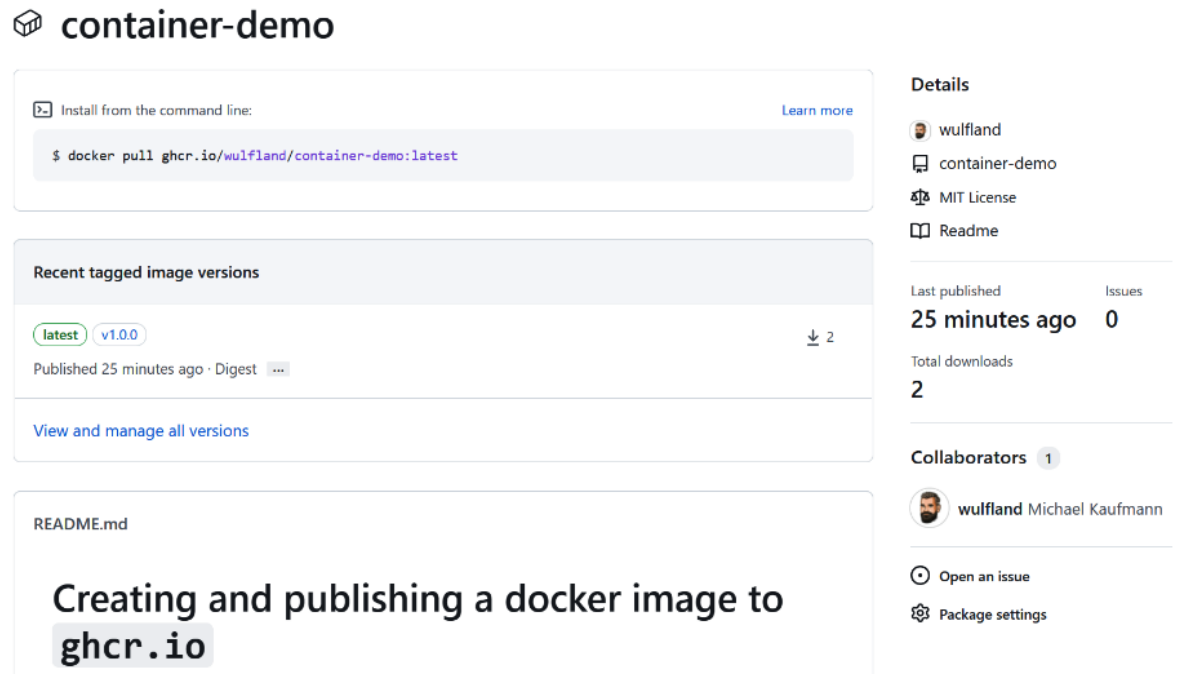 container-demo
Install from the command line:
Learn more
$ docker pull ghcr.io/wulfland/container-demo:latest
Recent tagged image versions
latest v1.0.0
2
Published 25 minutes ago · Digest ...
View and manage all versions
README.md
Creating and publishing a docker image to
ghcr.io
Details
wulfland
container-demo
MIT License
Readme
Last published
25 minutes ago
Issues
0
Total downloads
2
Collaborators 1
wulfland Michael Kaufmann
Open an issue
Package settings